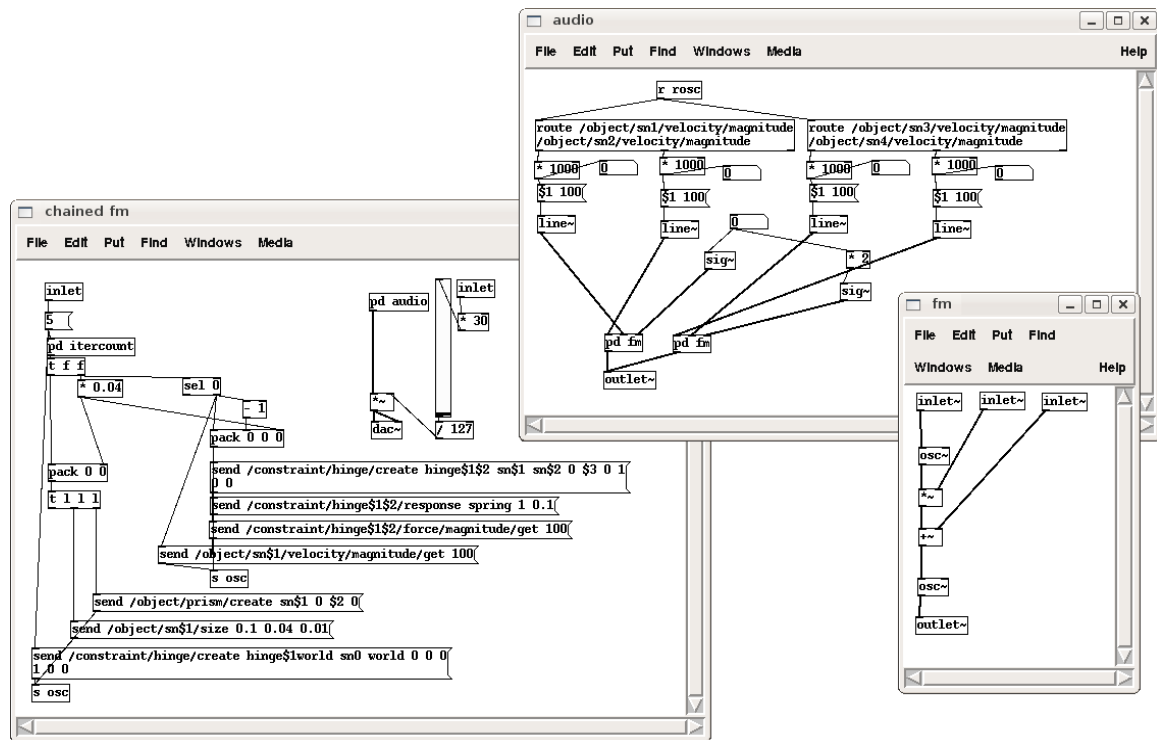 audio
File Edit Put Find Windows Media Help
r rosc
route /object/sn1/velocity/magnitude
/object/sn2/velocity/magnitude
route /object/sn3/velocity/magnitude
/object/sn4/velocity/magnitude
* 1000
0
* 1000
0
* 1000
0
* 1000
0
$1 100
$1 100
$1 100
$1 100
line~
line~
0
line~
line~
sig~
* 2
sig~
pd fm
pd fm
outlet~
chained fm
File Edit Put Find Windows Media
inlet
5
pd itercount
t f f
* 0.04
sel 0
- 1
pack 0 0 0
pd audio
inlet
* 30
*~
dac~
/ 127
pack 0 0
t l l l
send /constraint/hinge/create hinge$1$2 sn$1 sn$2 0 $3 0 1
0 0
send /constraint/hinge$1$2/response spring 1 0.1
send /constraint/hinge$1$2/force/magnitude/get 100
send /object/sn$1/velocity/magnitude/get 100
s osc
send /object/prism/create sn$1 0 $2 0
send /object/sn$1/size 0.1 0.04 0.01
send /constraint/hinge/create hinge$1world sn0 world 0 0 0
1 0 0
s osc
fm
File Edit Put Find
Windows Media Help
inlet~
inlet~
inlet~
osc~
*~
+~
osc~
outlet~